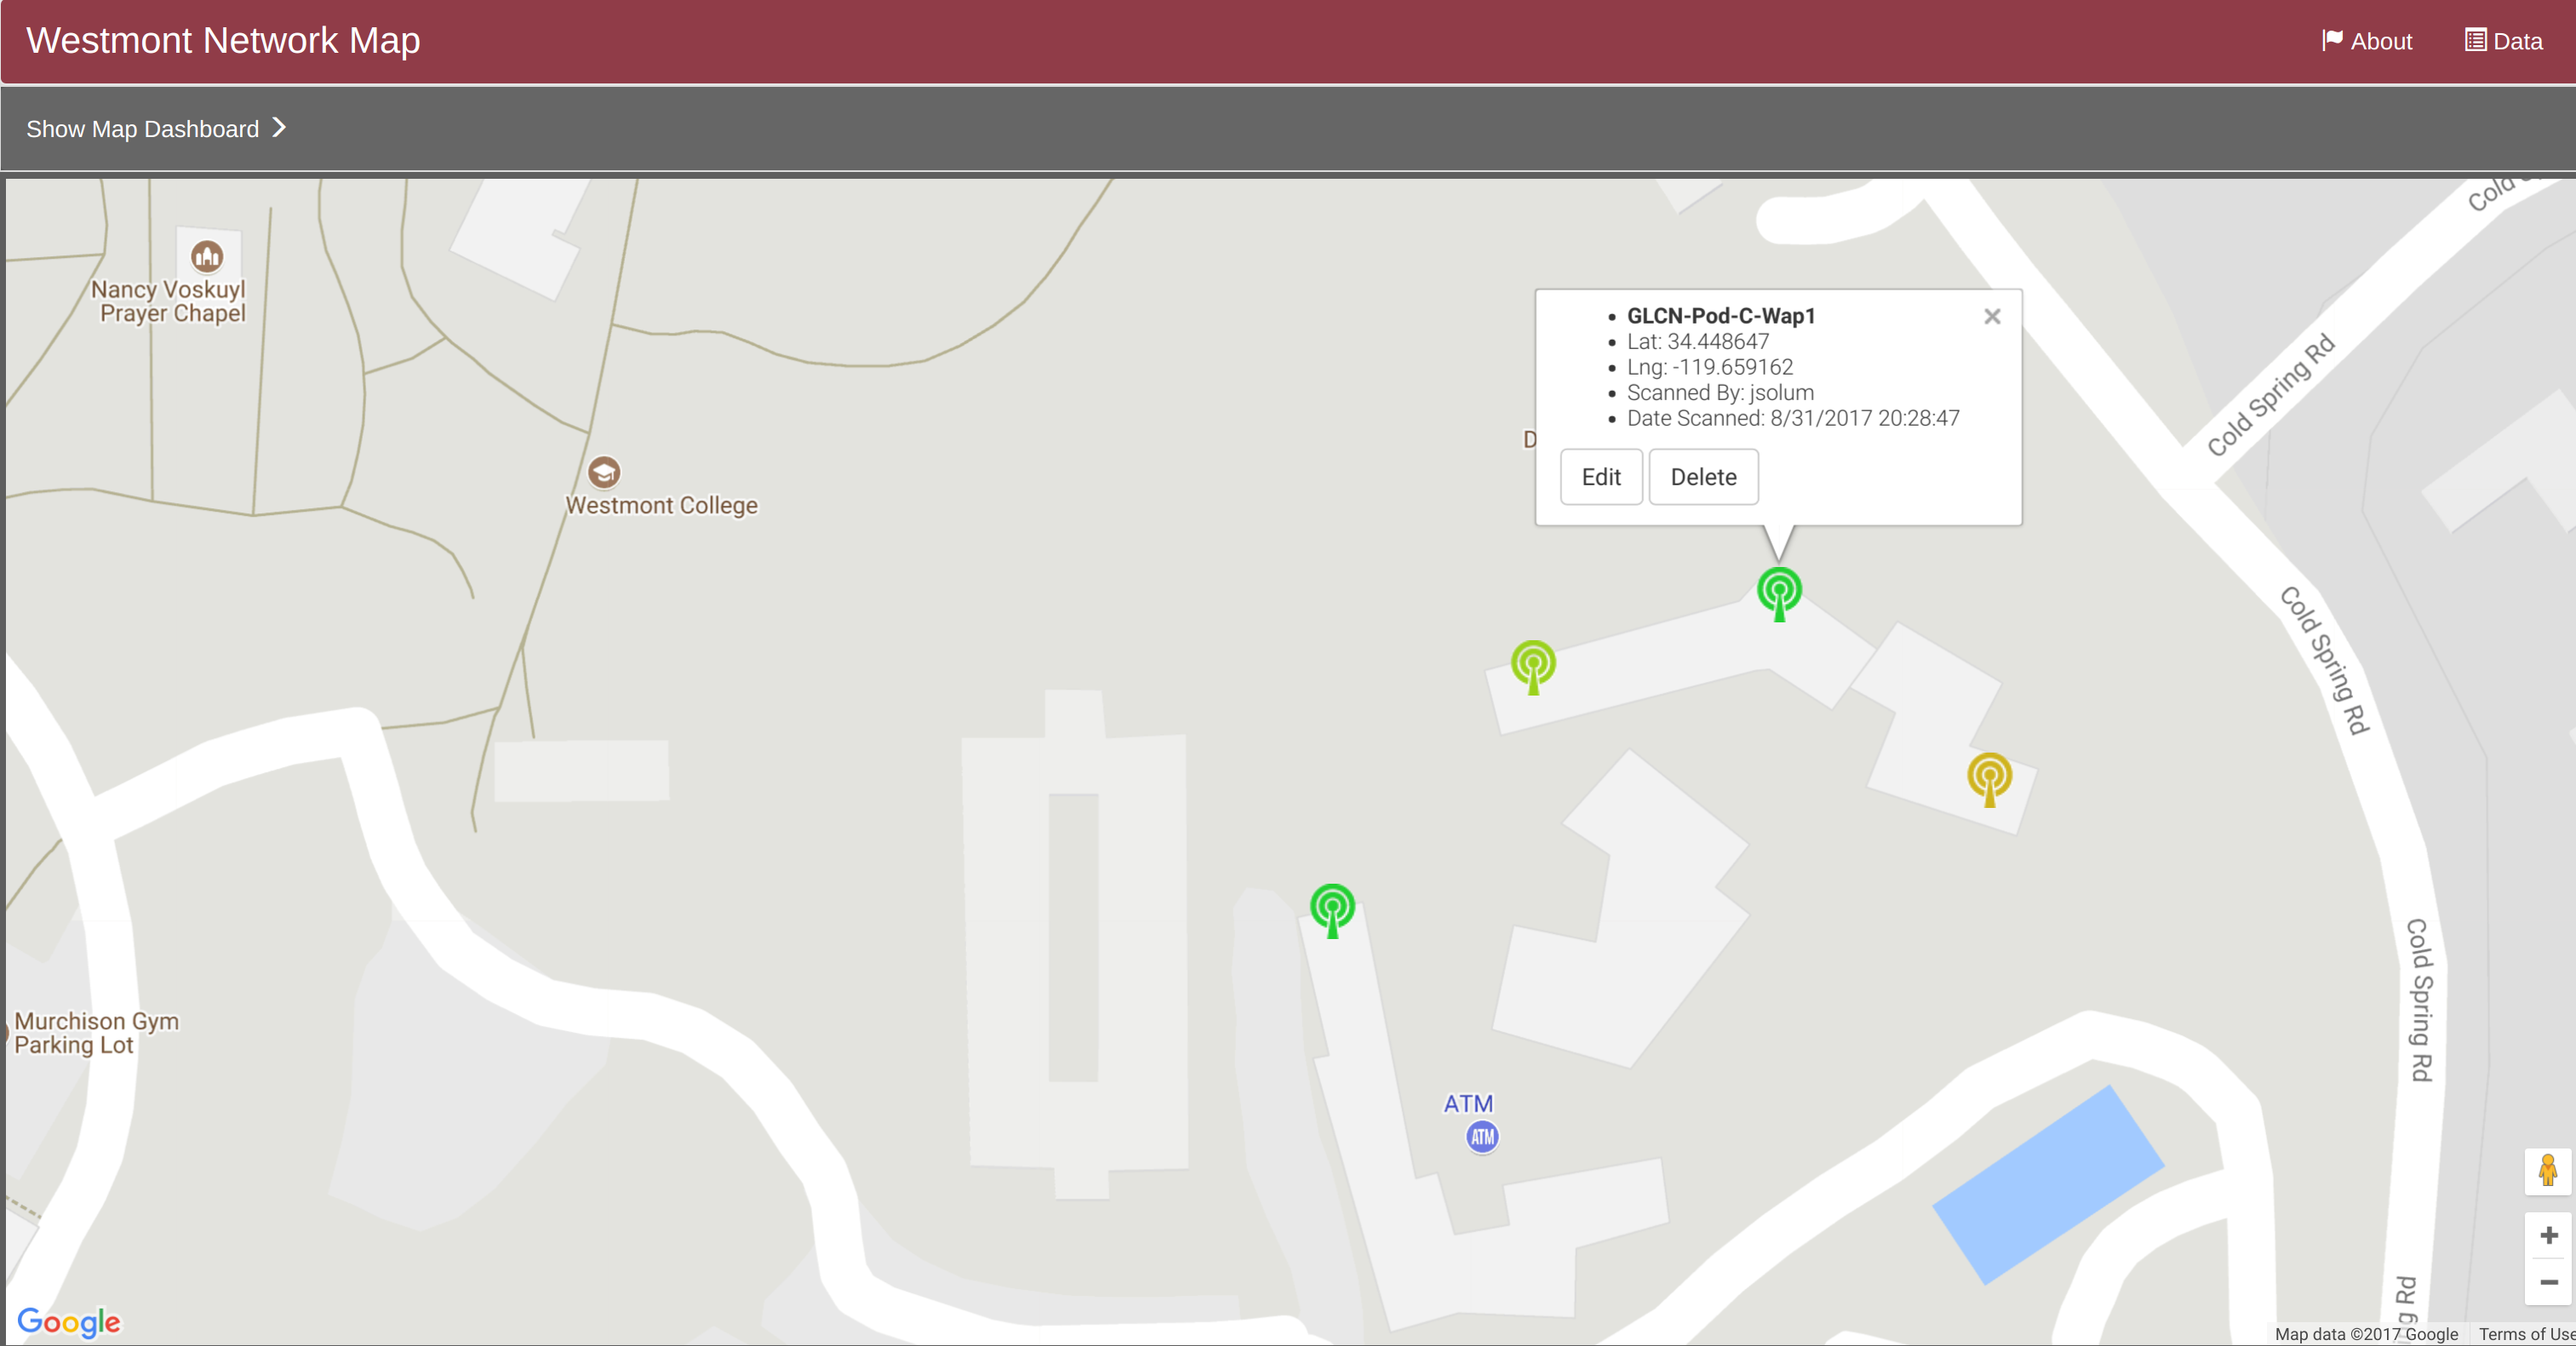 Westmont Network Map
About
Data
Show Map Dashboard
Nancy Voskuyl
Prayer Chapel
Westmont College
GLCN-Pod-C-Wap1
Lat: 34.448647
Lng: -119.659162
Scanned By: jsolum
Date Scanned: 8/31/2017 20:28:47
D
Edit
Delete
Cold
Cold Spring Rd
Cold Spring Rd
Cold Spring Rd
Rd
Murchison Gym
Parking Lot
ATM
ATM
Google
Map data ©2017 Google
Terms of Use